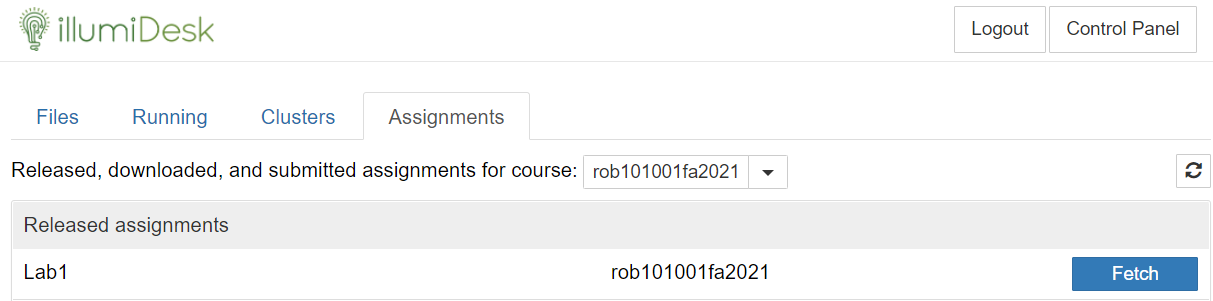 illumiDesk
Logout
Control Panel
Files
Running
Clusters
Assignments
Released, downloaded, and submitted assignments for course: rob101001fa2021
Released assignments
Lab1 rob101001fa2021 Fetch